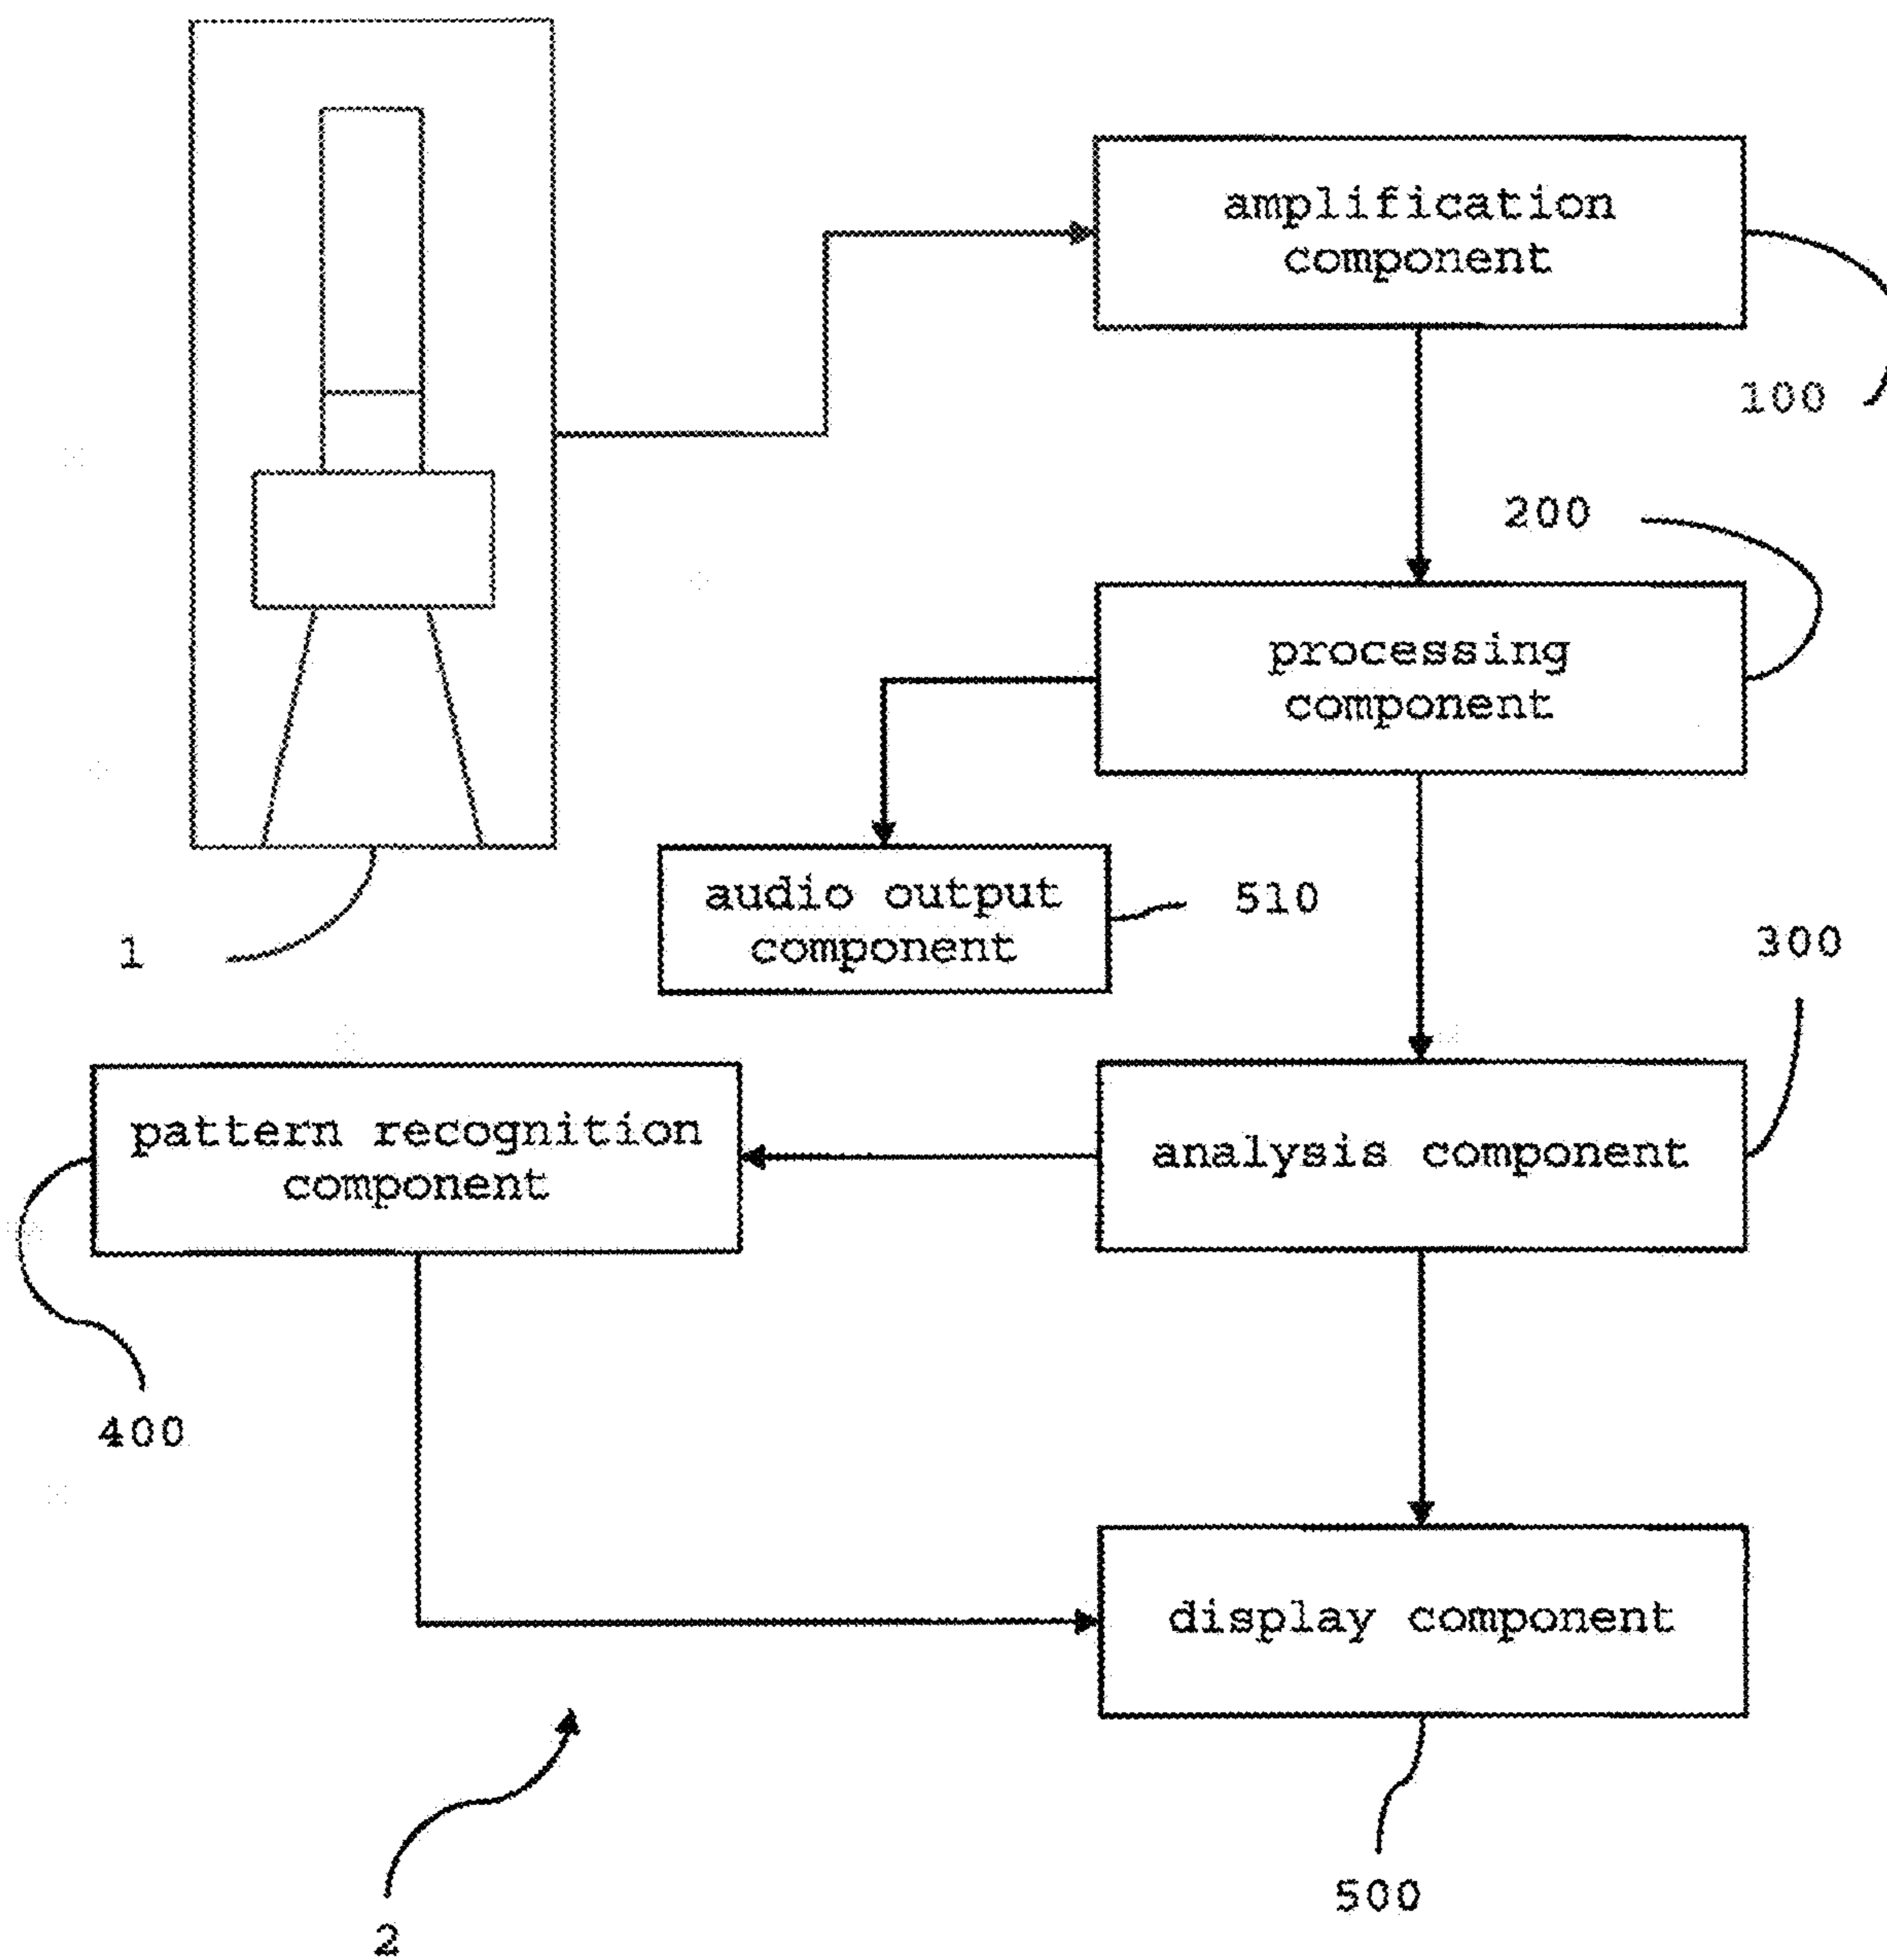 amplification
component
100
200
processing
component
audio output
component
510
1
300
pattern recognition
component
analysis component
400
display component
500
2